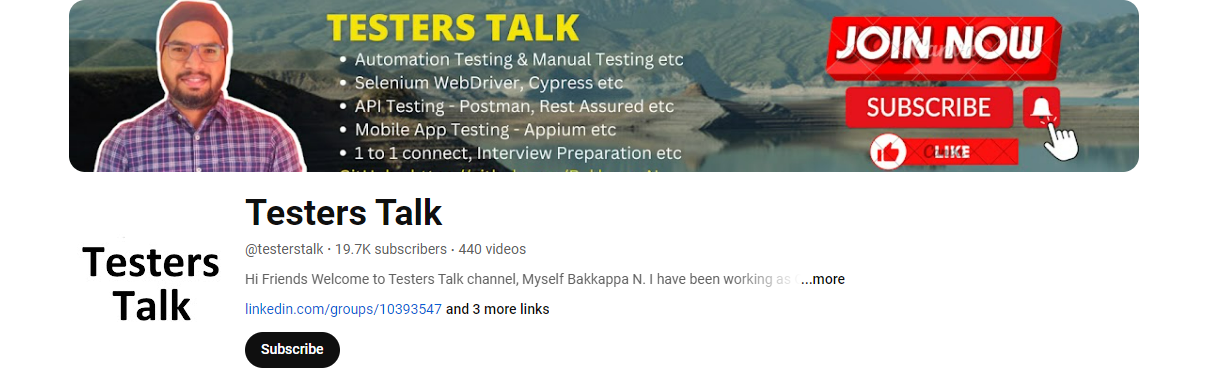 TESTERS TALK
• Automation Testing & Manual Testing etc
• Selenium WebDriver, Cypress etc
• API Testing - Postman, Rest Assured etc
• Mobile App Testing - Appium etc
• 1 to 1 connect, Interview Preparation etc
JOIN NOW
SUBSCRIBE
LIKE
Testers
Talk
Testers Talk
@testerstalk · 19.7K subscribers · 440 videos
Hi Friends Welcome to Testers Talk channel, Myself Bakkappa N. I have been working as ...more
linkedin.com/groups/10393547 and 3 more links
Subscribe